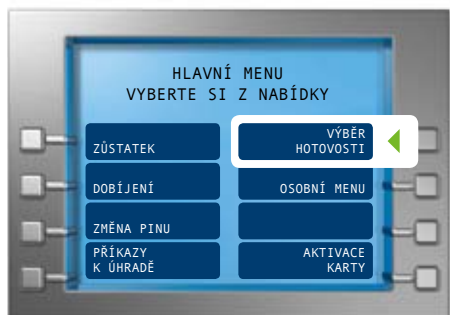 HLAVNÍ MENU
VYBERTE SI Z NABÍDKY
ZŮSTATEK
VÝBĚR
HOTOVOSTI
DOBÍJENÍ
OSOBNÍ MENU
ZMĚNA PINU
PŘÍKAZY
K ÚHRADĚ
AKTIVACE
KARTY